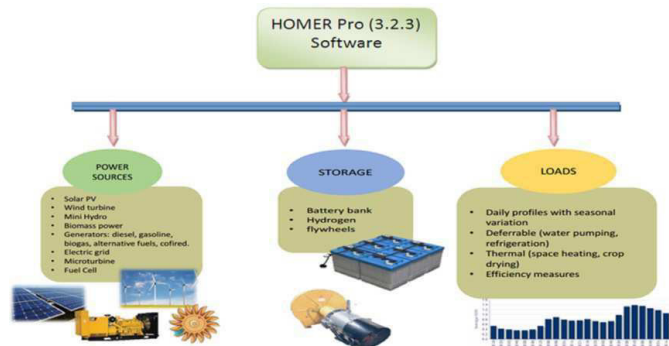 HOMER Pro (3.2.3)
Software
POWER
SOURCES
• Solar PV
• Wind turbine
• Mini Hydro
• Biomass power
• Generators: diesel, gasoline,
biogas, alternative fuels, cofired.
• Electric grid
• Microturbine
• Fuel Cell
STORAGE
• Battery bank
• Hydrogen
• flywheels
LOADS
• Daily profiles with seasonal
variation
• Deferrable (water pumping,
refrigeration)
• Thermal (space heating, crop
drying)
• Efficiency measures